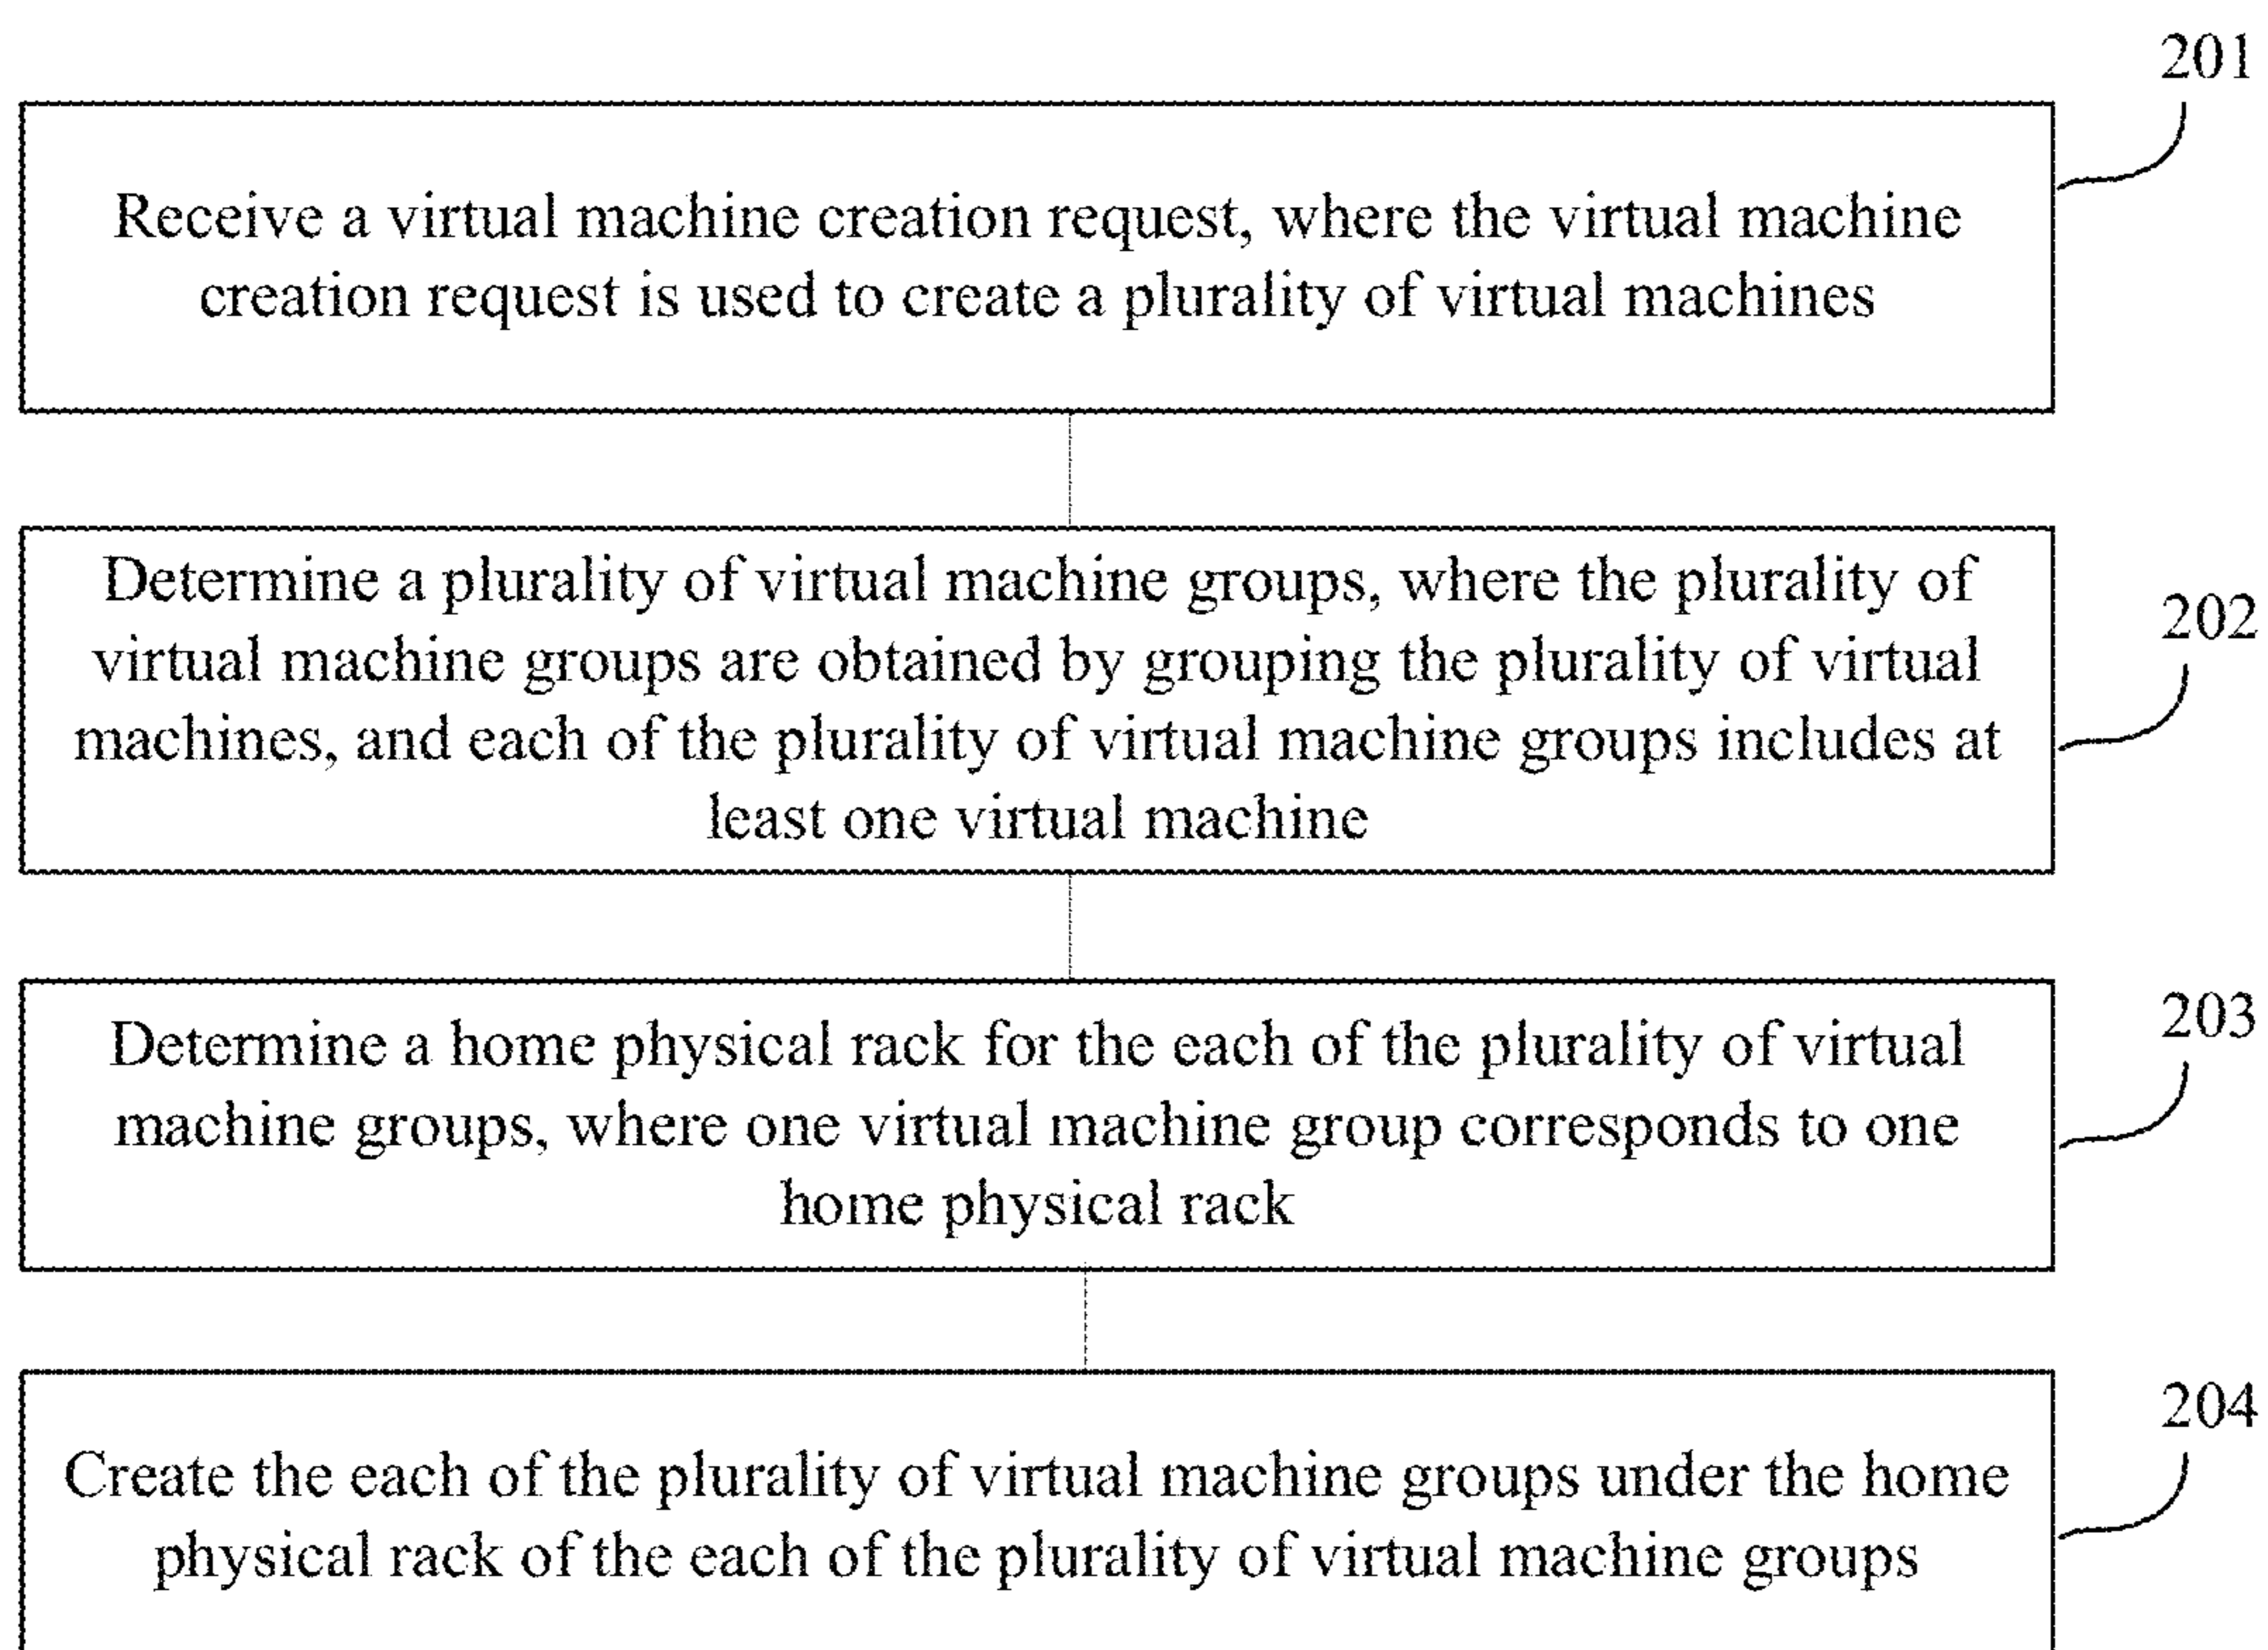 201
Receive a virtual machine creation request, where the virtual machine
creation request is used to create a plurality of virtual machines
Determine a plurality of virtual machine groups, where the plurality of
202
virtual machine groups are obtained by grouping the plurality of virtual
machines, and each of the plurality of virtual machine groups includes at
least one virtual machine
203
Determine a home physical rack for the each of the plurality of virtual
machine groups, where one virtual machine group corresponds to one
home physical rack
204
Create the each of the plurality of virtual machine groups under the home
physical rack of the each of the plurality of virtual machine groups